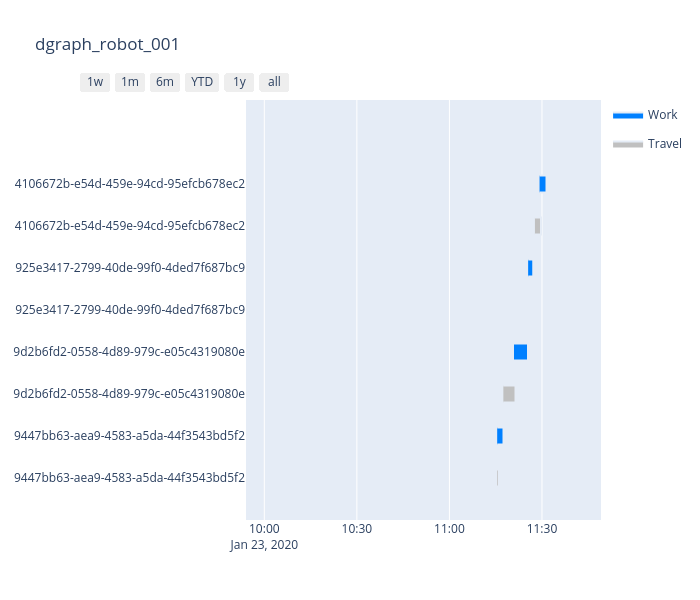 dgraph_robot_001
1w 1m 6m YTD 1y all
Work
Travel
4106672b-e54d-459e-94cd-95efcb678ec2
4106672b-e54d-459e-94cd-95efcb678ec2
925e3417-2799-40de-99f0-4ded7f687bc9
925e3417-2799-40de-99f0-4ded7f687bc9
9d2b6fd2-0558-4d89-979c-e05c4319080e
9d2b6fd2-0558-4d89-979c-e05c4319080e
9447bb63-aea9-4583-a5da-44f3543bd5f2
9447bb63-aea9-4583-a5da-44f3543bd5f2
10:00 10:30 11:00 11:30
Jan 23, 2020